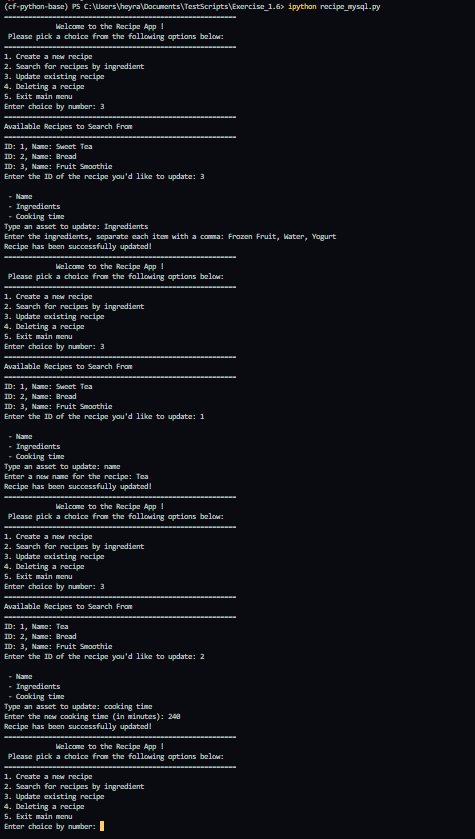 (cf-python-base) PS C:\Users\heyra\Documents\TestScripts\Exercise_1.6> ipython recipe_mysql.py
==========================================================
Welcome to the Recipe App !
Please pick a choice from the following options below:
==========================================================
1. Create a new recipe
2. Search for recipes by ingredient
3. Update existing recipe
4. Deleting a recipe
5. Exit main menu
Enter choice by number: 3
==========================================================
Available Recipes to Search From
==========================================================
ID: 1, Name: Sweet Tea
ID: 2, Name: Bread
ID: 3, Name: Fruit Smoothie
Enter the ID of the recipe you'd like to update: 3
- Name
- Ingredients
- Cooking time
Type an asset to update: Ingredients
Enter the ingredients, separate each item with a comma: Frozen Fruit, Water, Yogurt
Recipe has been successfully updated!
==========================================================
Welcome to the Recipe App !
Please pick a choice from the following options below:
==========================================================
1. Create a new recipe
2. Search for recipes by ingredient
3. Update existing recipe
4. Deleting a recipe
5. Exit main menu
Enter choice by number: 3
==========================================================
Available Recipes to Search From
==========================================================
ID: 1, Name: Sweet Tea
ID: 2, Name: Bread
ID: 3, Name: Fruit Smoothie
Enter the ID of the recipe you'd like to update: 1
- Name
- Ingredients
- Cooking time
Type an asset to update: name
Enter a new name for the recipe: Tea
Recipe has been successfully updated!
==========================================================
Welcome to the Recipe App !
Please pick a choice from the following options below:
==========================================================
1. Create a new recipe
2. Search for recipes by ingredient
3. Update existing recipe
4. Deleting a recipe
5. Exit main menu
Enter choice by number: 3
==========================================================
Available Recipes to Search From
==========================================================
ID: 1, Name: Tea
ID: 2, Name: Bread
ID: 3, Name: Fruit Smoothie
Enter the ID of the recipe you'd like to update: 2
- Name
- Ingredients
- Cooking time
Type an asset to update: cooking time
Enter the new cooking time (in minutes): 240
Recipe has been successfully updated!
==========================================================
Welcome to the Recipe App !
Please pick a choice from the following options below:
==========================================================
1. Create a new recipe
2. Search for recipes by ingredient
3. Update existing recipe
4. Deleting a recipe
5. Exit main menu
Enter choice by number: